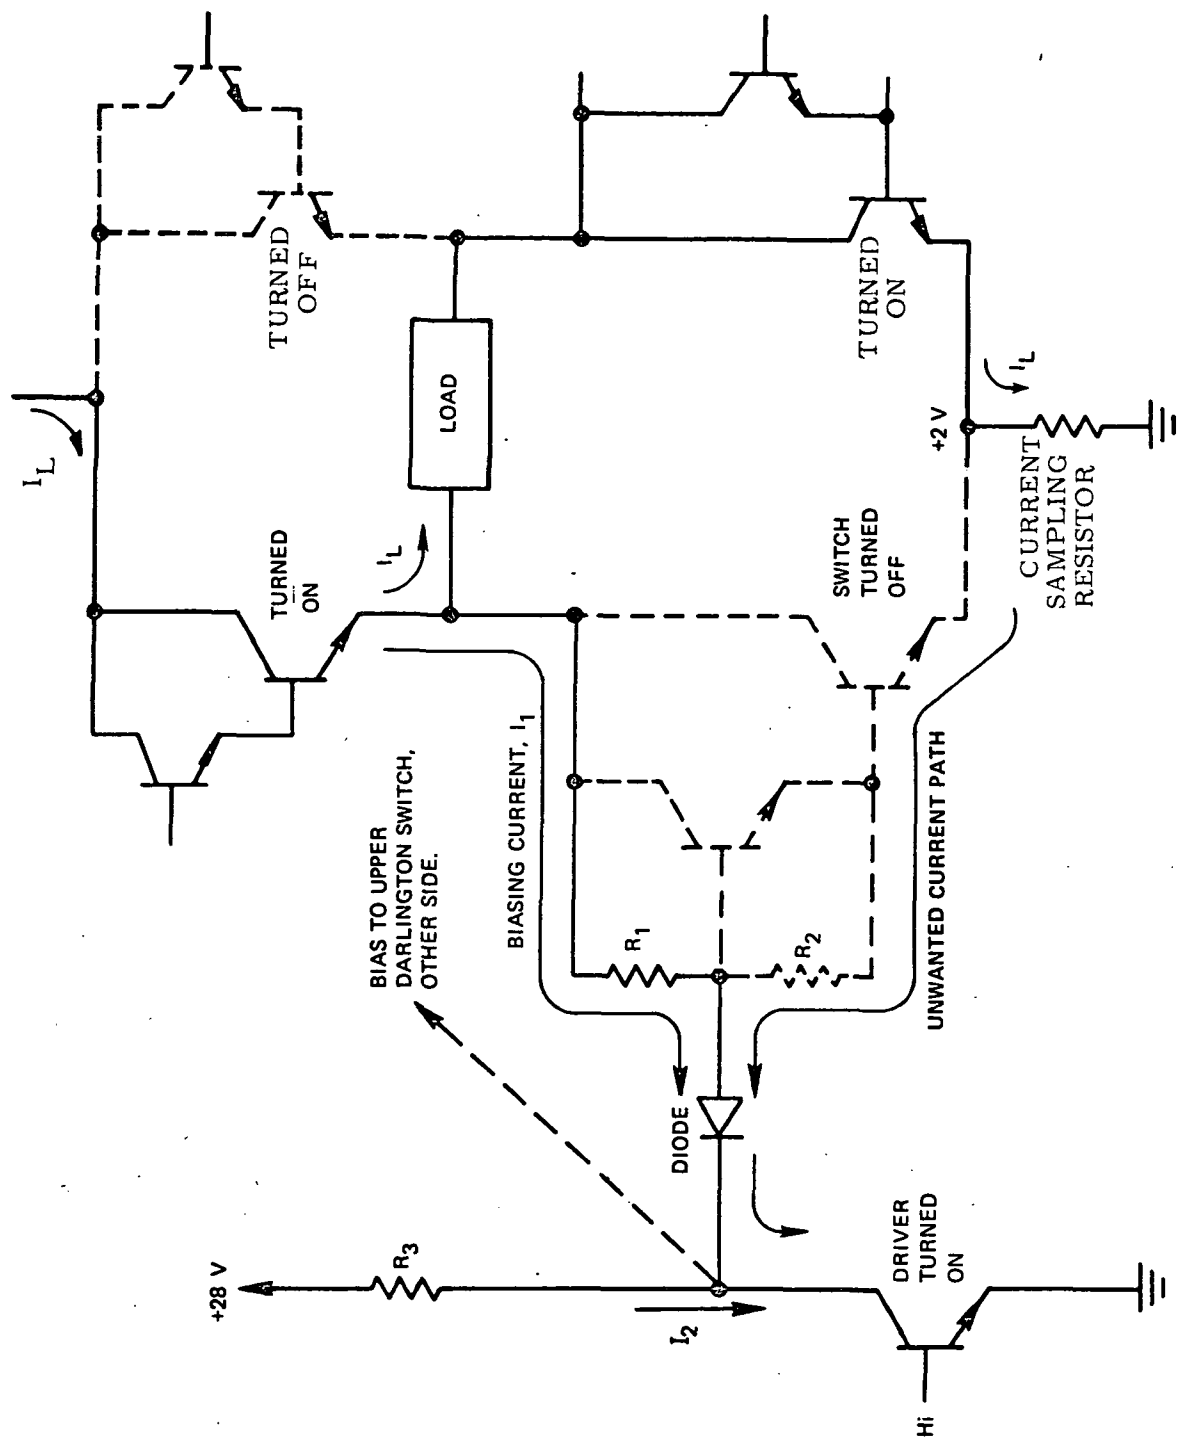 +28 V
R3
I2
Hi
DRIVER
TURNED
ON
DIODE
BIAS TO UPPER
DARLINGTON SWITCH,
OTHER SIDE.
BIASING CURRENT, I1
R1
R2
UNWANTED CURRENT PATH
IL
TURNED
ON
IL
LOAD
TURNED
OFF
SWITCH
TURNED
OFF
+2 V
CURRENT
SAMPLING
RESISTOR
IL
TURNED
ON